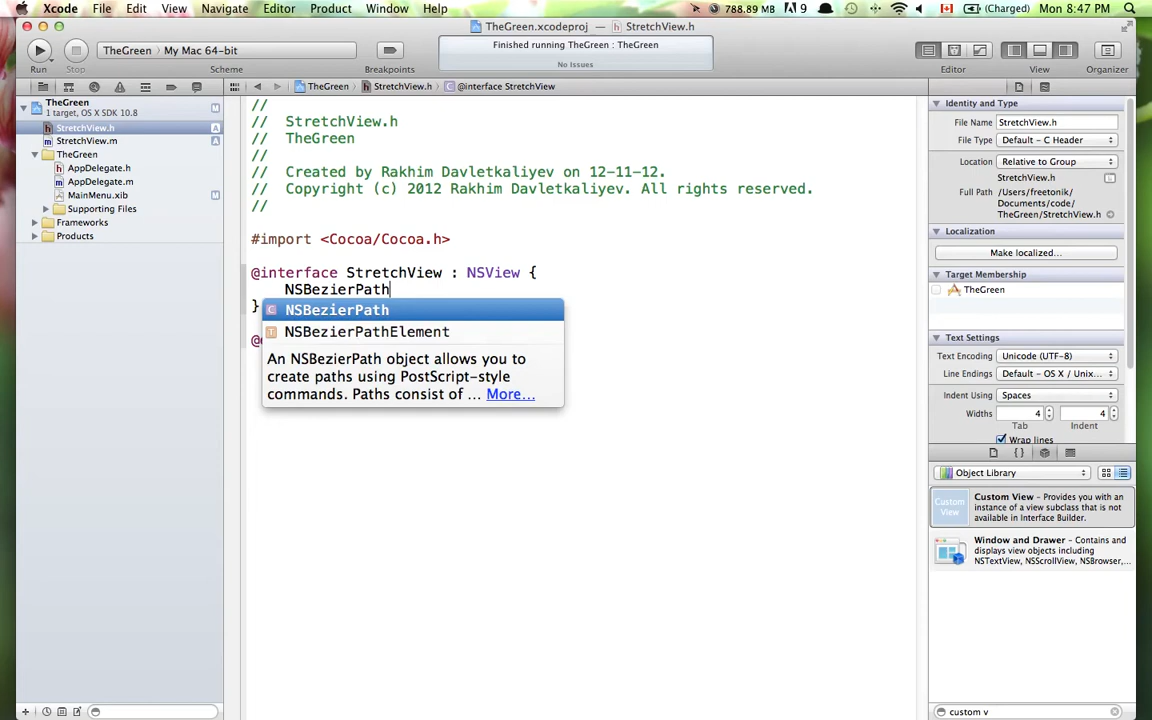 Xcode File Edit View Navigate Editor Product Window Help 788.89 MB 9 (Charged) Mon 8:47 PM
TheGreen.xcodeproj — StretchView.h
TheGreen My Mac 64-bit
Finished running TheGreen : TheGreen
No Issues
Run Stop Scheme Breakpoints Editor View Organizer
TheGreen StretchView.h @interface StretchView
TheGreen
1 target, OS X SDK 10.8
M
StretchView.h
A
StretchView.m
A
TheGreen
AppDelegate.h
AppDelegate.m
MainMenu.xib
M
Supporting Files
Frameworks
Products
//
// StretchView.h
// TheGreen
//
// Created by Rakhim Davletkaliyev on 12-11-12.
// Copyright (c) 2012 Rakhim Davletkaliyev. All rights reserved.
//
#import <Cocoa/Cocoa.h>
@interface StretchView : NSView {
NSBezierPath
}
@
C NSBezierPath
T NSBezierPathElement
An NSBezierPath object allows you to
create paths using PostScript-style
commands. Paths consist of ... More...
Identity and Type
File Name StretchView.h
File Type Default - C Header
Location Relative to Group
StretchView.h
Full Path /Users/freetonik/
Documents/code/
TheGreen/StretchView.h
Localization
Make localized...
Target Membership
TheGreen
Text Settings
Text Encoding Unicode (UTF-8)
Line Endings Default - OS X / Unix...
Indent Using Spaces
Widths 4 4
Tab Indent
Wrap lines
Object Library
Custom View
Custom View - Provides you with an
instance of a view subclass that is not
available in Interface Builder.
Window and Drawer - Contains and
displays view objects including
NSTextView, NSScrollView, NSBrowser,...
custom v